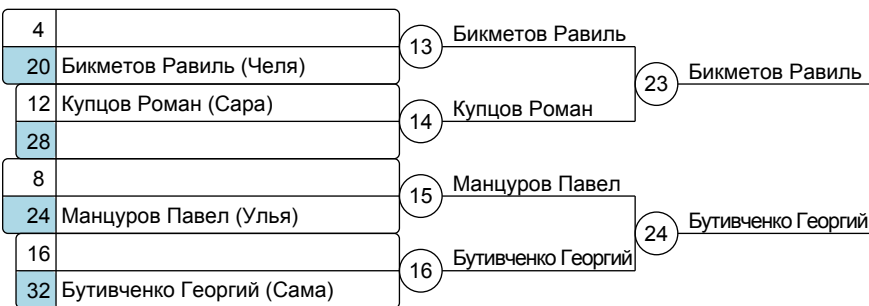 4
20 Бикметов Равиль (Челя)
13 Бикметов Равиль
12 Купцов Роман (Сара)
28
14 Купцов Роман
23 Бикметов Равиль
8
24 Манцуров Павел (Улья)
15 Манцуров Павел
16
32 Бутивченко Георгий (Сама)
16 Бутивченко Георгий
24 Бутивченко Георгий